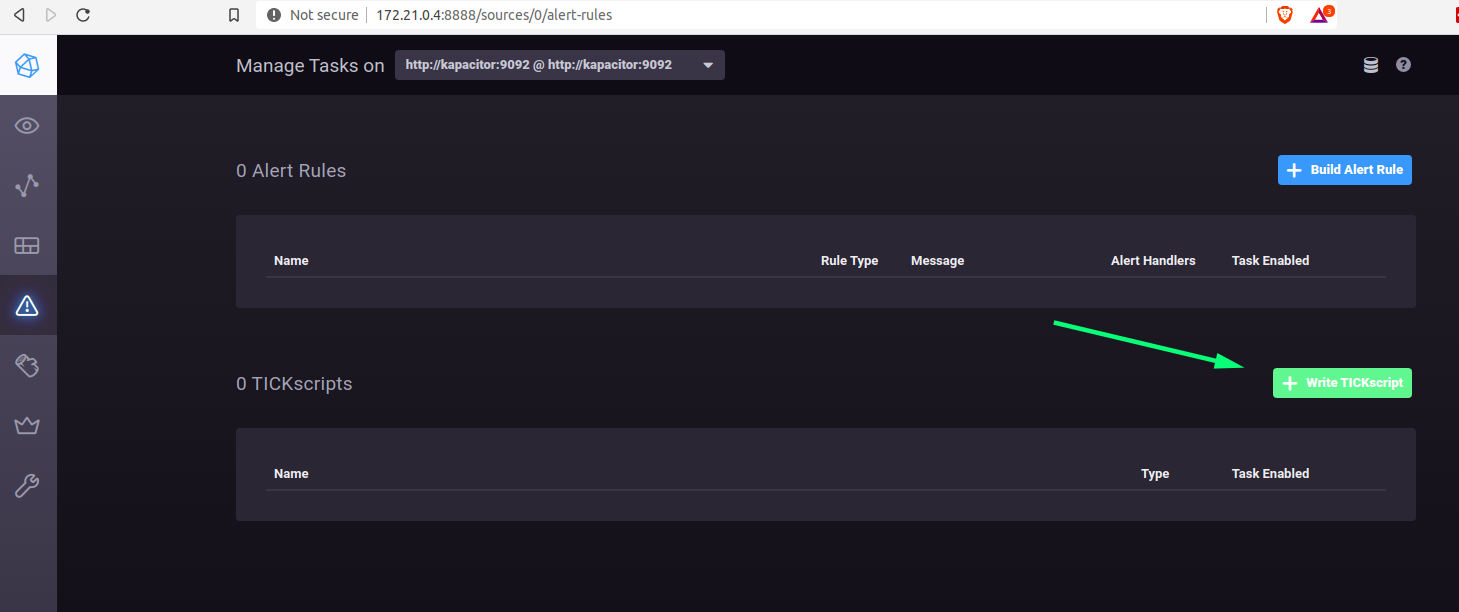 Not secure 172.21.0.4:8888/sources/0/alert-rules 3
Manage Tasks on http://kapacitor:9092 @ http://kapacitor:9092 ?
0 Alert Rules + Build Alert Rule
Name Rule Type Message Alert Handlers Task Enabled
0 TICKscripts + Write TICKscript
Name Type Task Enabled